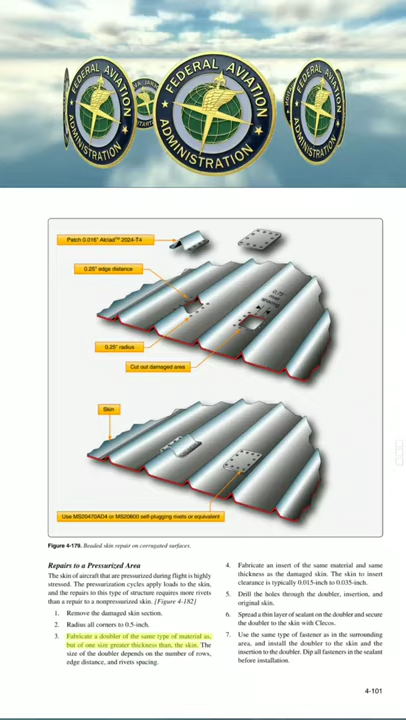 FEDERAL AVIATION
ADMINISTRATION
FEDERAL AVIATION
ADMINISTRATION
FEDERAL AVIATION
ADMINISTRATION
Patch 0.016" Alclad™ 2024-T4
0.25" edge distance
0.75" rivet spacing
0.25" radius
Cut out damaged area
Skin
Use MS20470AD4 or MS20600 self-plugging rivets or equivalent
Figure 4-179. Beaded skin repair on corrugated surfaces.
Repairs to a Pressurized Area
The skin of aircraft that are pressurized during flight is highly
stressed. The pressurization cycles apply loads to the skin,
and the repairs to this type of structure requires more rivets
than a repair to a nonpressurized skin. [Figure 4-182]
1. Remove the damaged skin section.
2. Radius all corners to 0.5-inch.
3. Fabricate a doubler of the same type of material as,
but of one size greater thickness than, the skin. The
size of the doubler depends on the number of rows,
edge distance, and rivets spacing.
4. Fabricate an insert of the same material and same
thickness as the damaged skin. The skin to insert
clearance is typically 0.015-inch to 0.035-inch.
5. Drill the holes through the doubler, insertion, and
original skin.
6. Spread a thin layer of sealant on the doubler and secure
the doubler to the skin with Clecos.
7. Use the same type of fastener as in the surrounding
area, and install the doubler to the skin and the
insertion to the doubler. Dip all fasteners in the sealant
before installation.
4-101